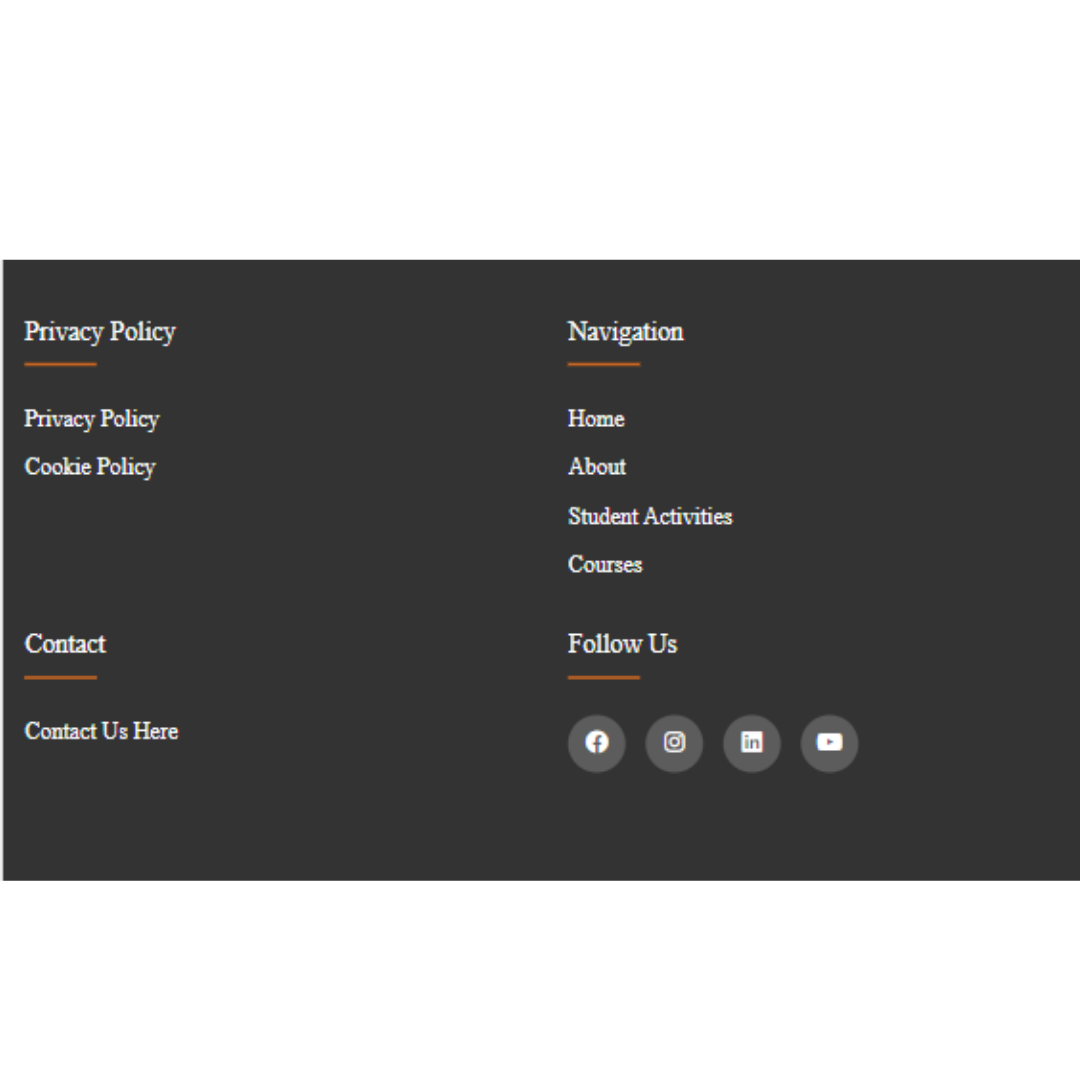 Privacy Policy
Privacy Policy
Cookie Policy
Navigation
Home
About
Student Activities
Courses
Contact
Contact Us Here
Follow Us